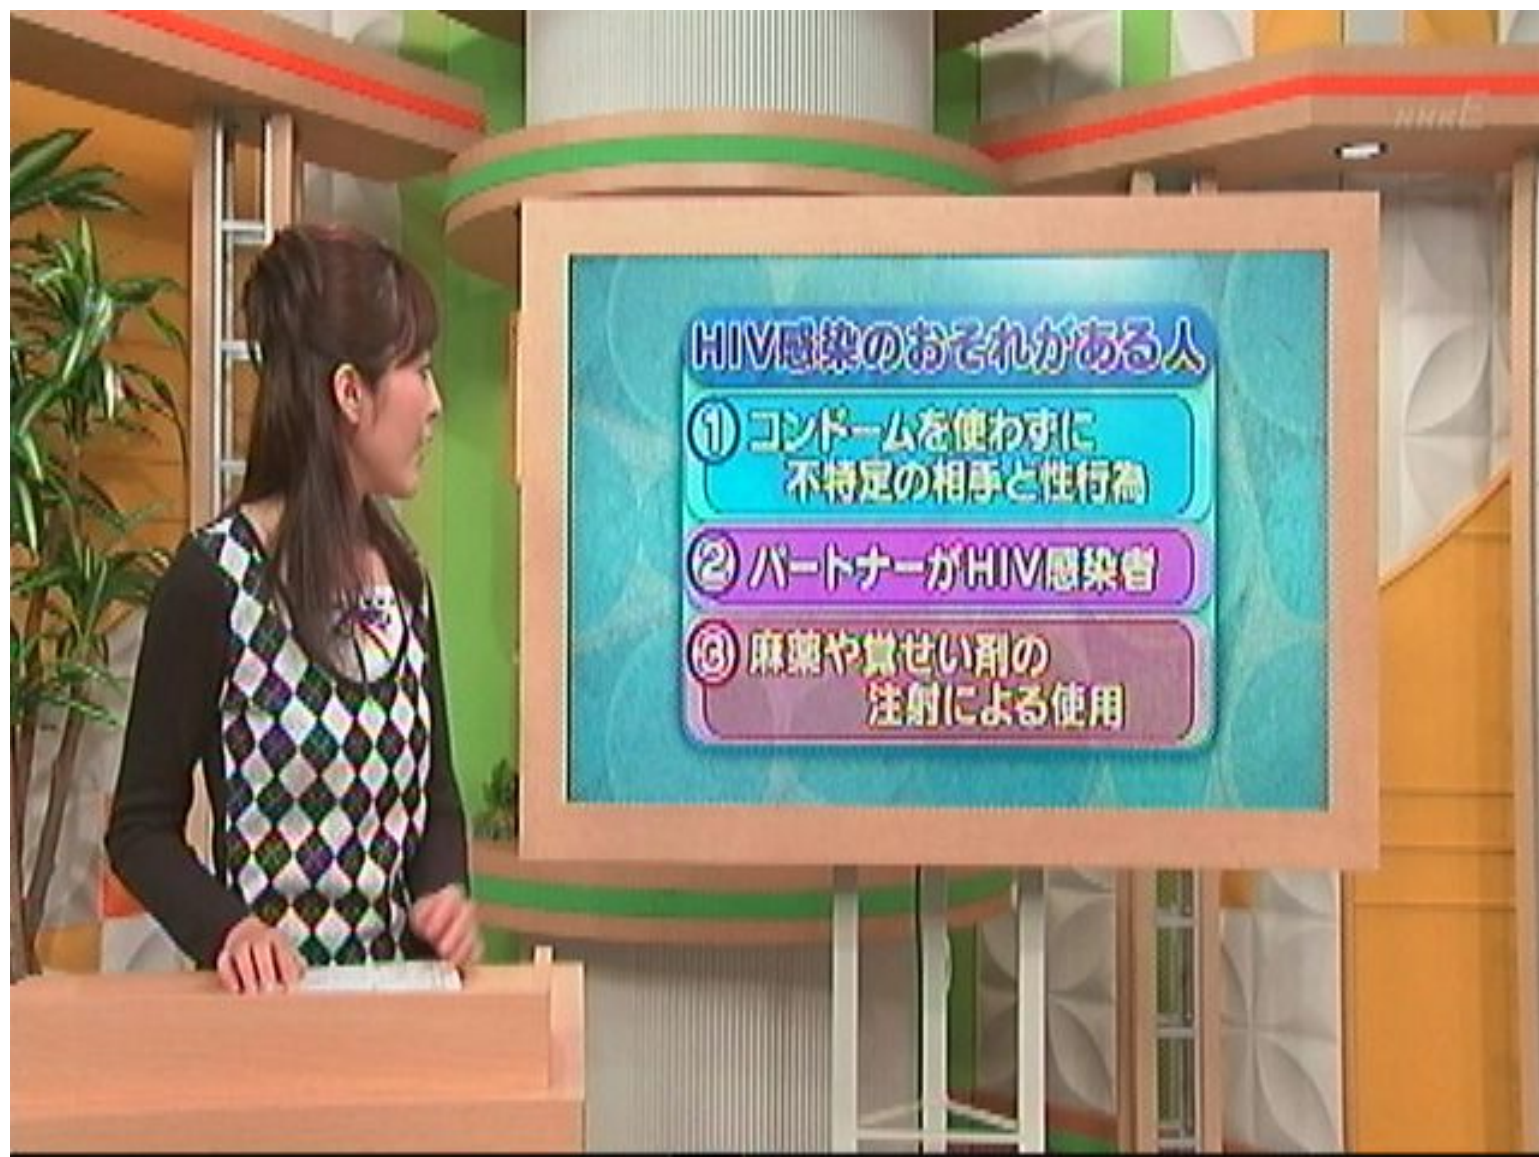 NHKE
HIV感染のおそれがある人
① コンドームを使わずに
不特定の相手と性行為
② パートナーがHIV感染者
③ 麻薬や覚せい剤の
注射による使用